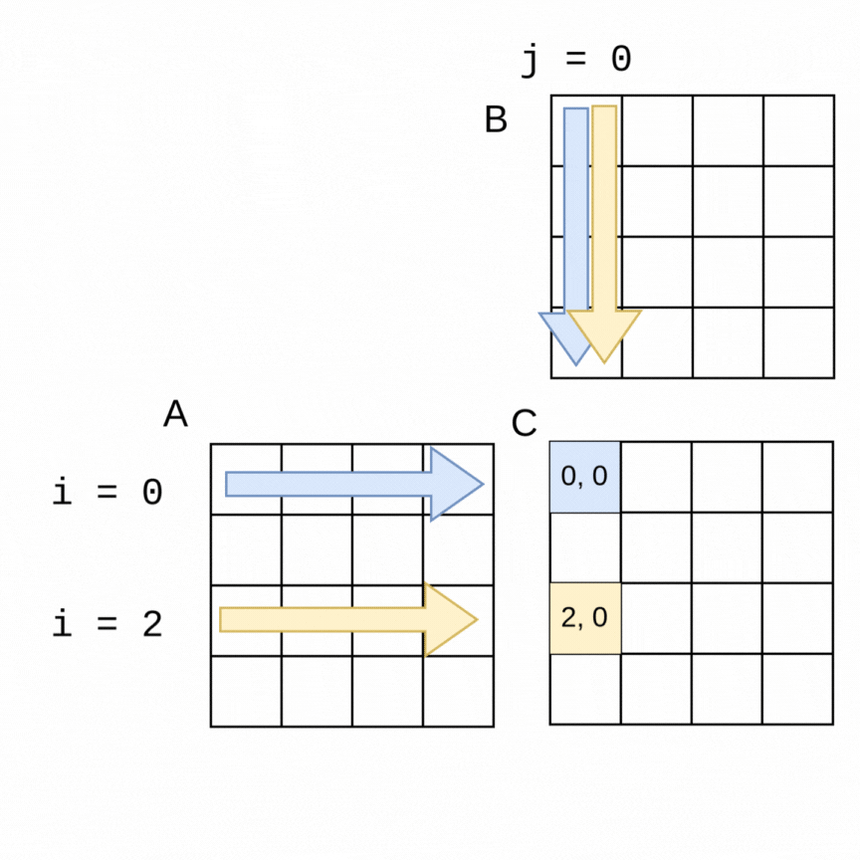 j = 0
B
A
C
i = 0
0, 0
i = 2
2, 0